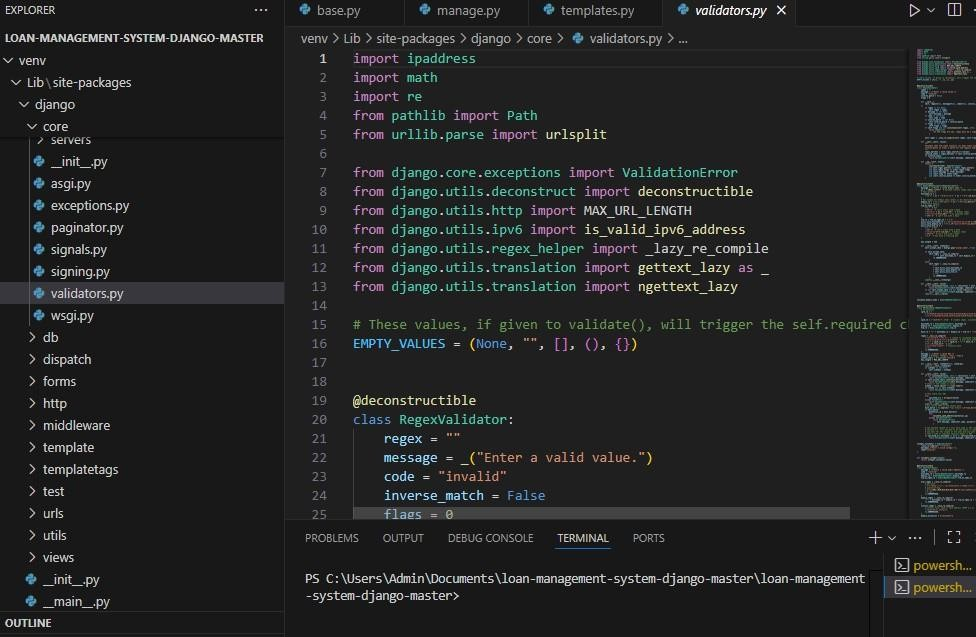 EXPLORER
LOAN-MANAGEMENT-SYSTEM-DJANGO-MASTER
venv
Lib\site-packages
django
core
servers
__init__.py
asgi.py
exceptions.py
paginator.py
signals.py
signing.py
validators.py
wsgi.py
db
dispatch
forms
http
middleware
template
templatetags
test
urls
utils
views
__init__.py
__main__.py
OUTLINE
base.py
manage.py
templates.py
validators.py
venv > Lib > site-packages > django > core > validators.py > ...
1 import ipaddress
2 import math
3 import re
4 from pathlib import Path
5 from urllib.parse import urlsplit
6
7 from django.core.exceptions import ValidationError
8 from django.utils.deconstruct import deconstructible
9 from django.utils.http import MAX_URL_LENGTH
10 from django.utils.ipv6 import is_valid_ipv6_address
11 from django.utils.regex_helper import _lazy_re_compile
12 from django.utils.translation import gettext_lazy as _
13 from django.utils.translation import ngettext_lazy
14
15 # These values, if given to validate(), will trigger the self.required c
16 EMPTY_VALUES = (None, "", [], (), {})
17
18
19 @deconstructible
20 class RegexValidator:
21 regex = ""
22 message = _("Enter a valid value.")
23 code = "invalid"
24 inverse_match = False
25 flags = 0
PROBLEMS OUTPUT DEBUG CONSOLE TERMINAL PORTS
PS C:\Users\Admin\Documents\loan-management-system-django-master\loan-management
-system-django-master>
powersh...
powersh...